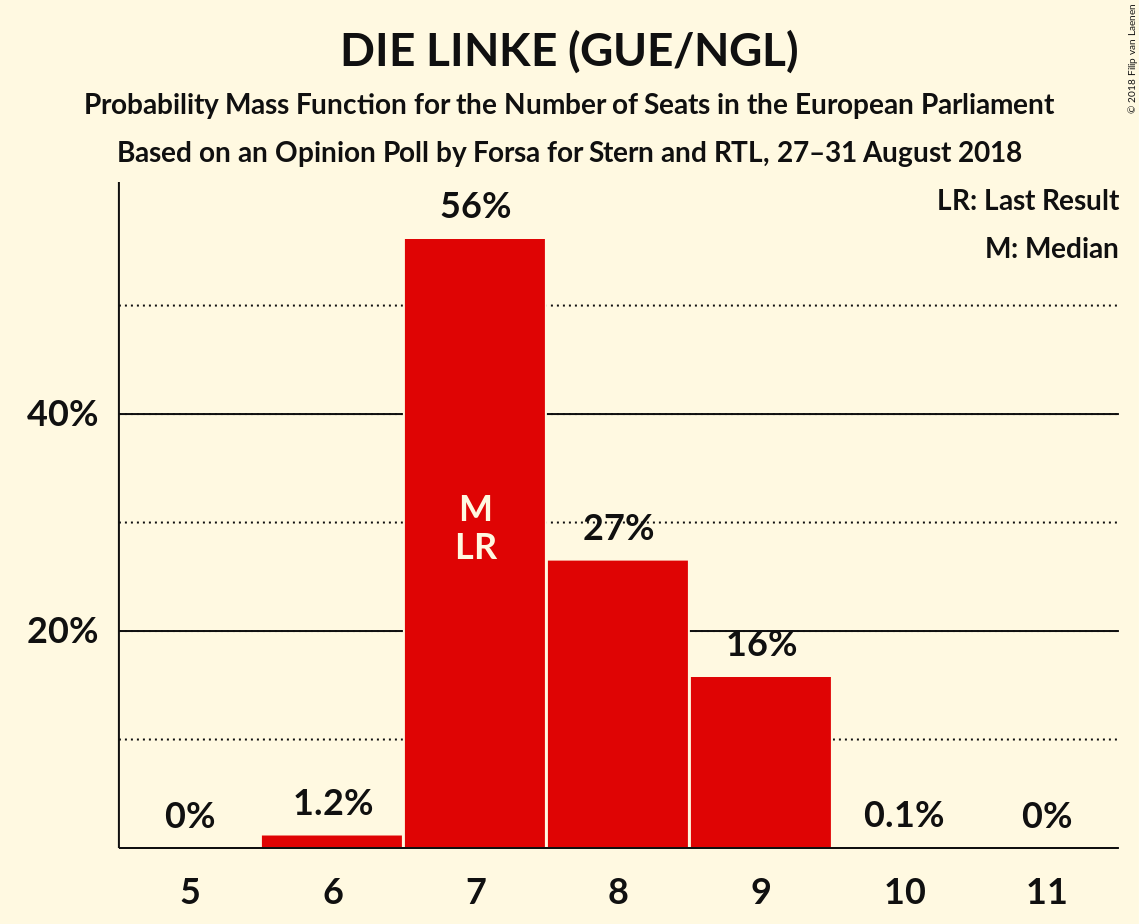 DIE LINKE (GUE/NGL)
Probability Mass Function for the Number of Seats in the European Parliament
Based on an Opinion Poll by Forsa for Stern and RTL, 27–31 August 2018
© 2018 Filip van Laenen
LR: Last Result
M: Median
56%
40%
M
LR
27%
20%
16%
0%
1.2%
0.1%
0%
5
6
7
8
9
10
11